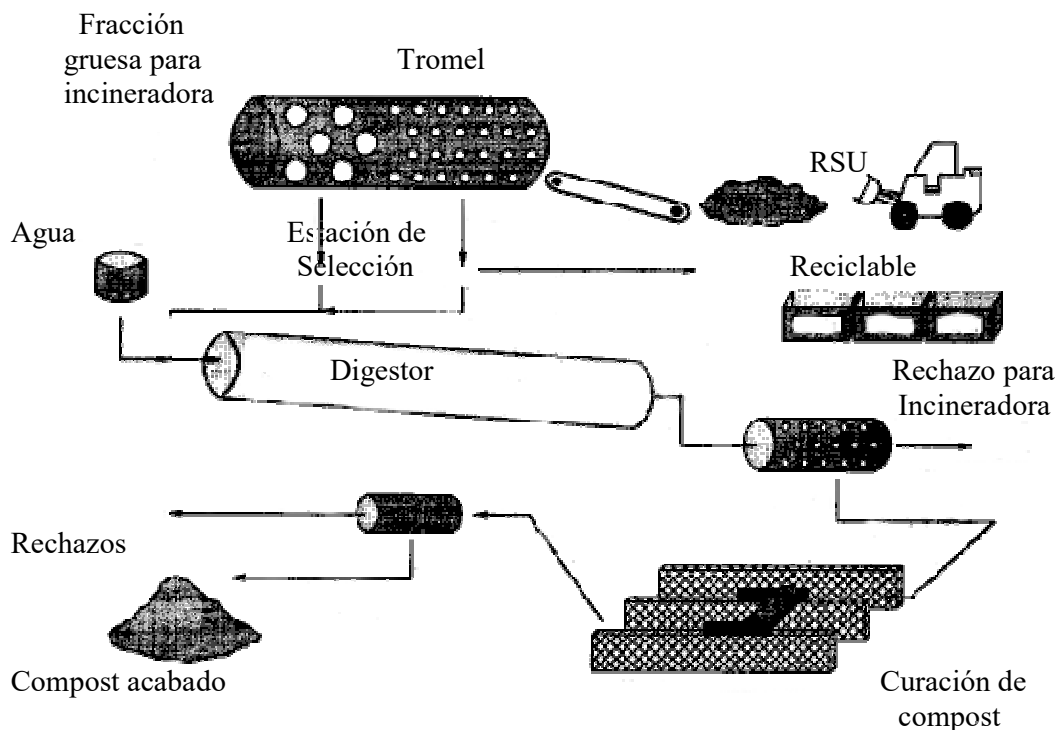 Fracción
gruesa para
incineradora
Tromel
RSU
Agua
Estación de
Selección
Reciclable
Digestor
Rechazo para
Incineradora
Rechazos
Compost acabado
Curación de
compost